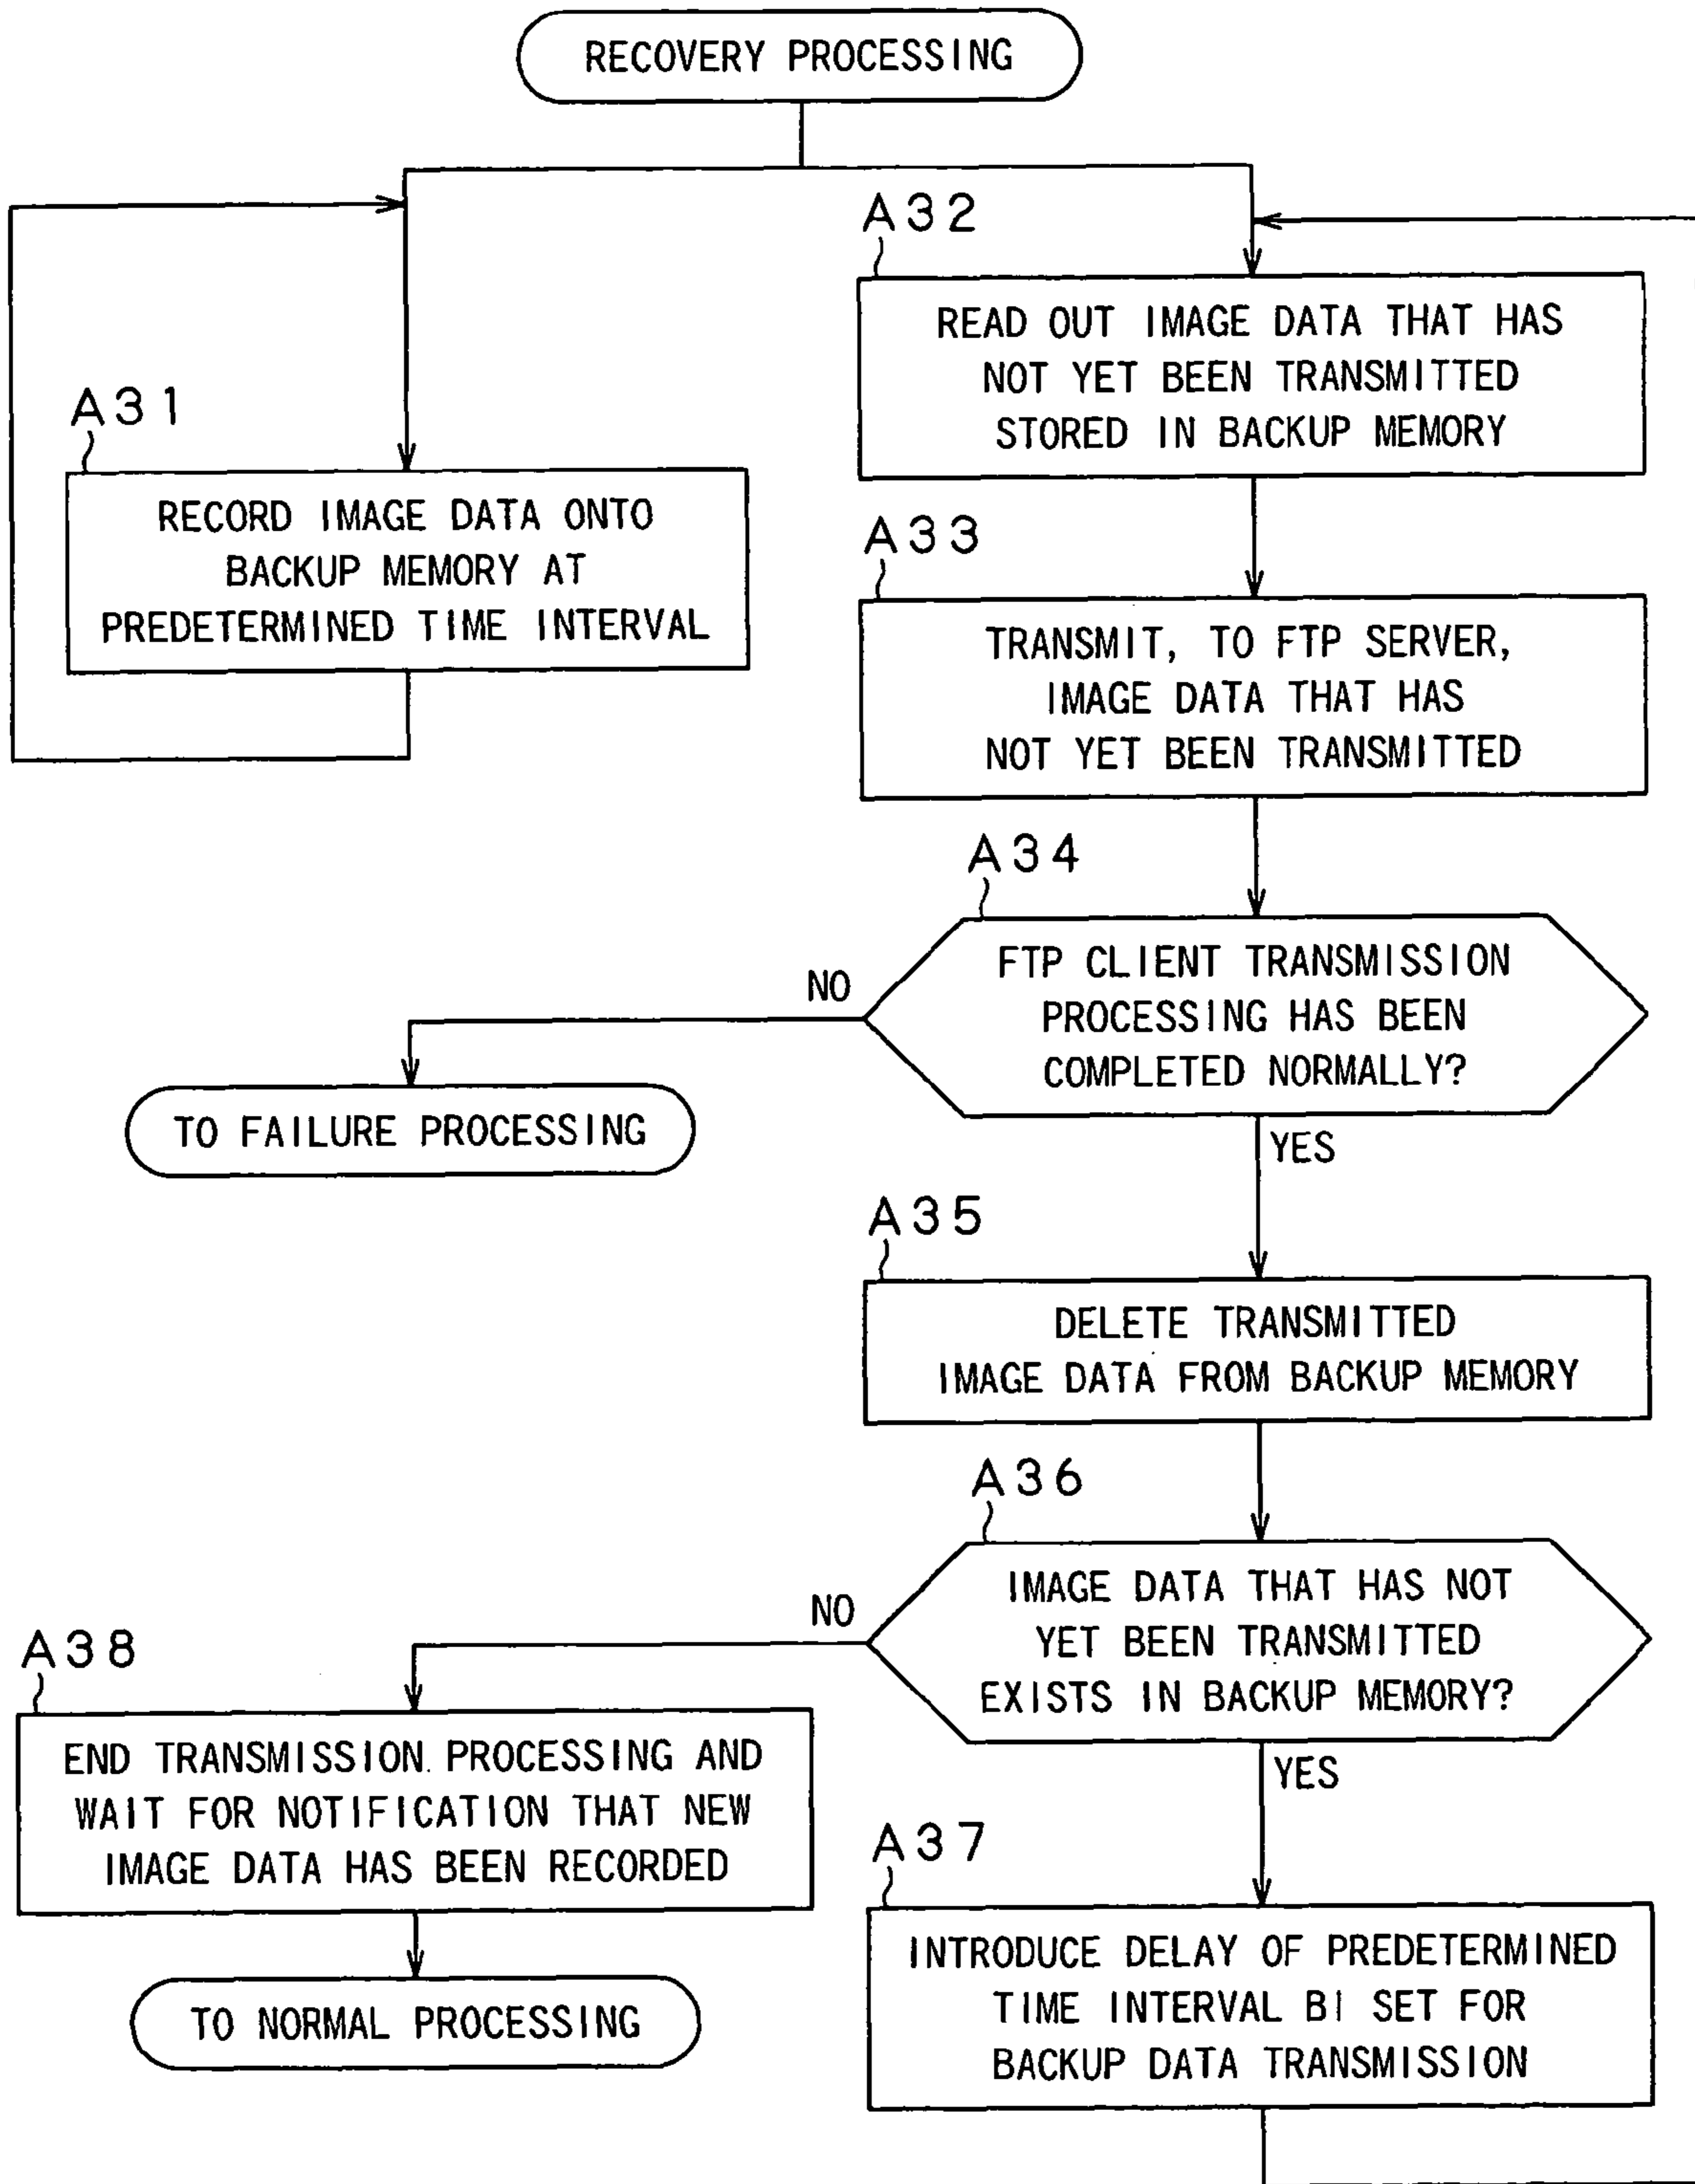 RECOVERY PROCESSING
A32
READ OUT IMAGE DATA THAT HAS
NOT YET BEEN TRANSMITTED
STORED IN BACKUP MEMORY
A31
RECORD IMAGE DATA ONTO
BACKUP MEMORY AT
PREDETERMINED TIME INTERVAL
A33
TRANSMIT, TO FTP SERVER,
IMAGE DATA THAT HAS
NOT YET BEEN TRANSMITTED
A34
FTP CLIENT TRANSMISSION
PROCESSING HAS BEEN
COMPLETED NORMALLY?
NO
TO FAILURE PROCESSING
YES
A35
DELETE TRANSMITTED
IMAGE DATA FROM BACKUP MEMORY
A36
IMAGE DATA THAT HAS NOT
YET BEEN TRANSMITTED
EXISTS IN BACKUP MEMORY?
NO
A38
END TRANSMISSION PROCESSING AND
WAIT FOR NOTIFICATION THAT NEW
IMAGE DATA HAS BEEN RECORDED
TO NORMAL PROCESSING
YES
A37
INTRODUCE DELAY OF PREDETERMINED
TIME INTERVAL BI SET FOR
BACKUP DATA TRANSMISSION